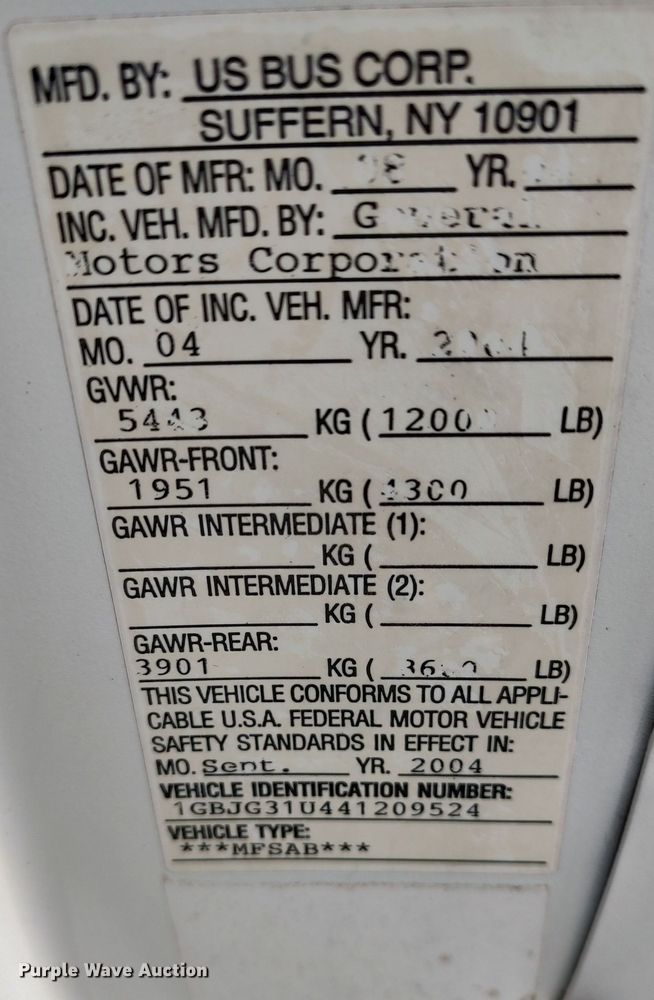 MFD. BY: US BUS CORP.
SUFFERN, NY 10901
DATE OF MFR: MO. YR.
INC. VEH. MFD. BY: General
Motors Corporation
DATE OF INC. VEH. MFR:
MO. 04 YR.
GVWR:
5443 KG ( LB)
GAWR-FRONT:
1951 KG ( 4300 LB)
GAWR INTERMEDIATE (1):
KG ( LB)
GAWR INTERMEDIATE (2):
KG ( LB)
GAWR-REAR:
3901 KG ( LB)
THIS VEHICLE CONFORMS TO ALL APPLI-
CABLE U.S.A. FEDERAL MOTOR VEHICLE
SAFETY STANDARDS IN EFFECT IN:
MO. Sept. YR. 2004
VEHICLE IDENTIFICATION NUMBER:
1GBJG31U441209524
VEHICLE TYPE:
***MFSAB***
Purple Wave Auction